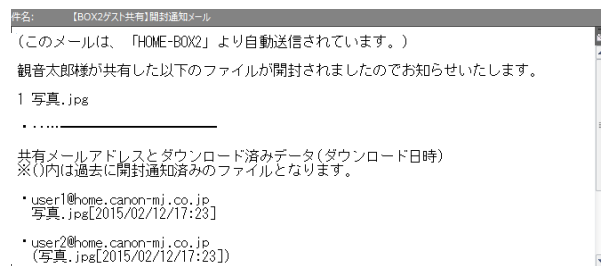 件名: 【BOX2ゲスト共有】開封通知メール
(このメールは、「HOME-BOX2」より自動送信されています。)
観音太郎様が共有した以下のファイルが開封されましたのでお知らせいたします。
1 写真.jpg
共有メールアドレスとダウンロード済みデータ(ダウンロード日時)
※()内は過去に開封通知済みのファイルとなります。
・user1@home.canon-mj.co.jp
写真.jpg[2015/02/12/17:23]
・user2@home.canon-mj.co.jp
(写真.jpg[2015/02/12/17:23])